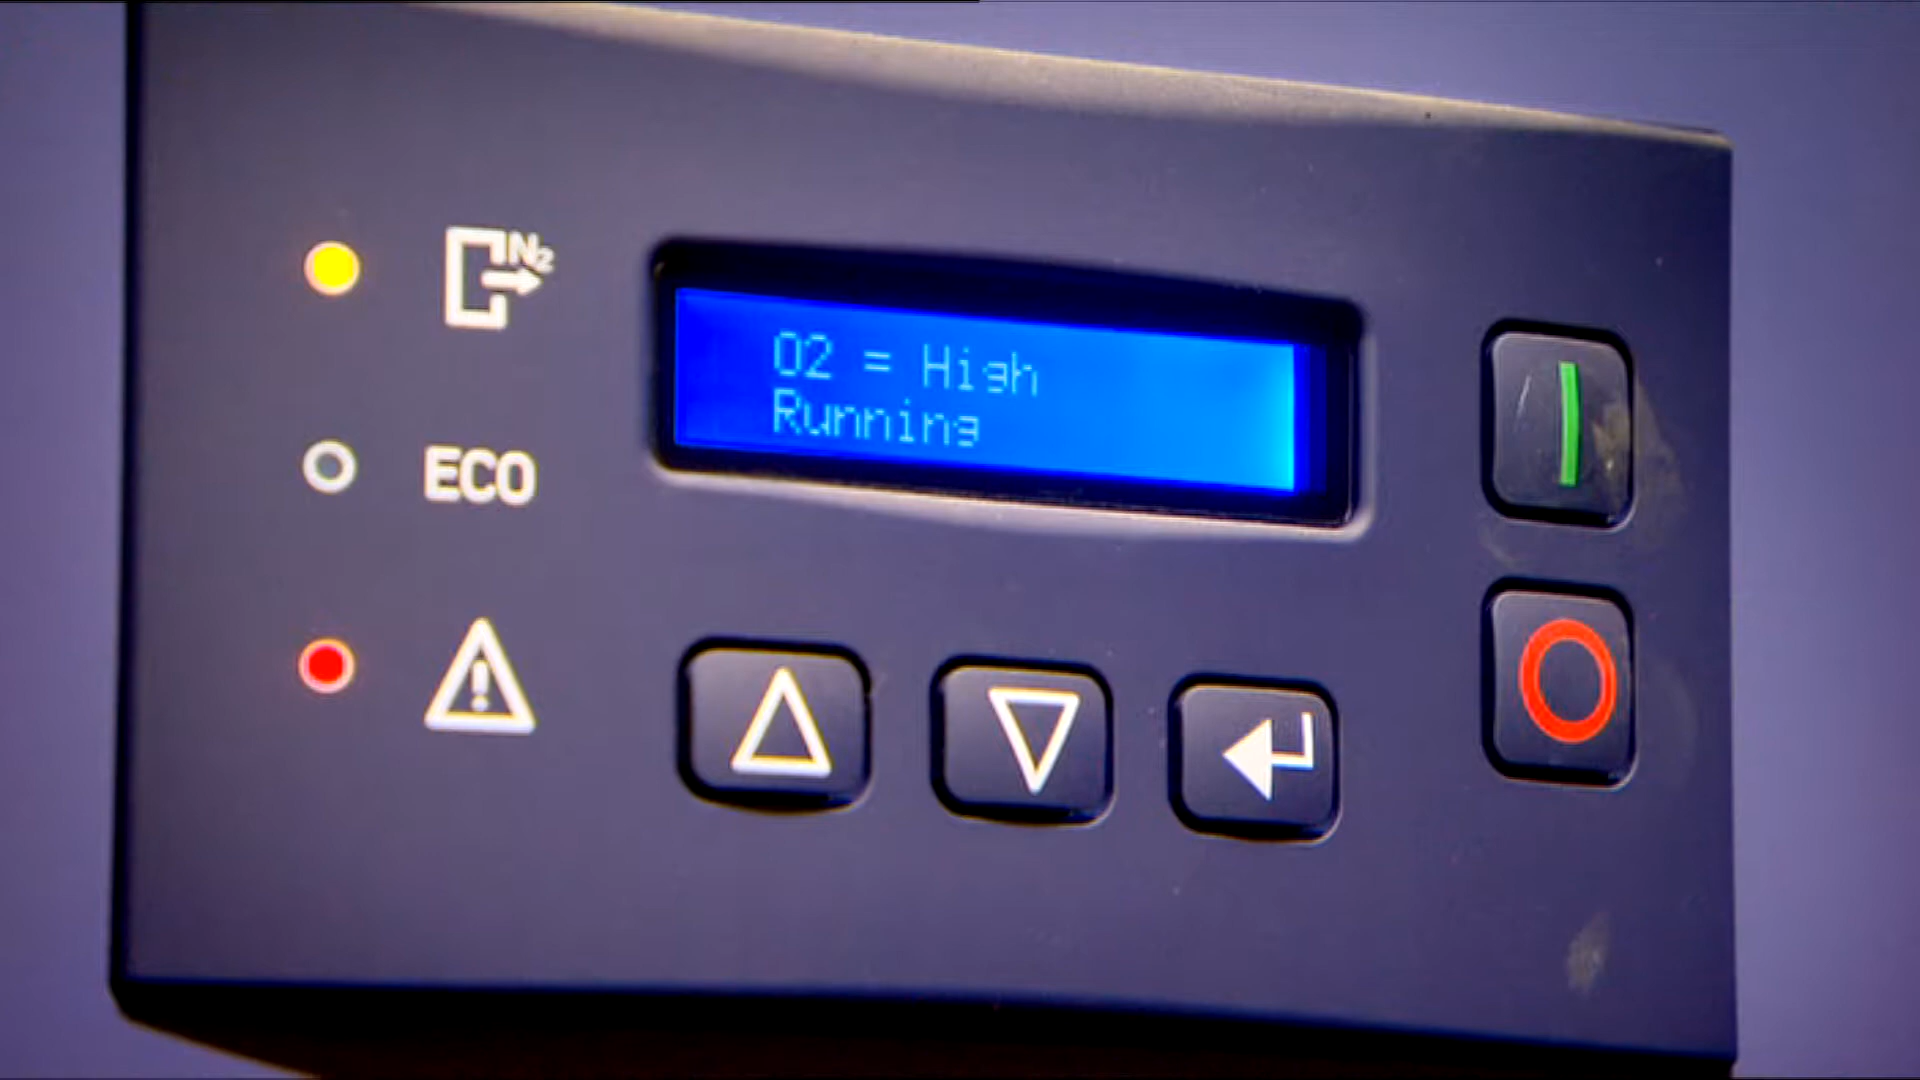 N₂
O2 = High
Running
ECO